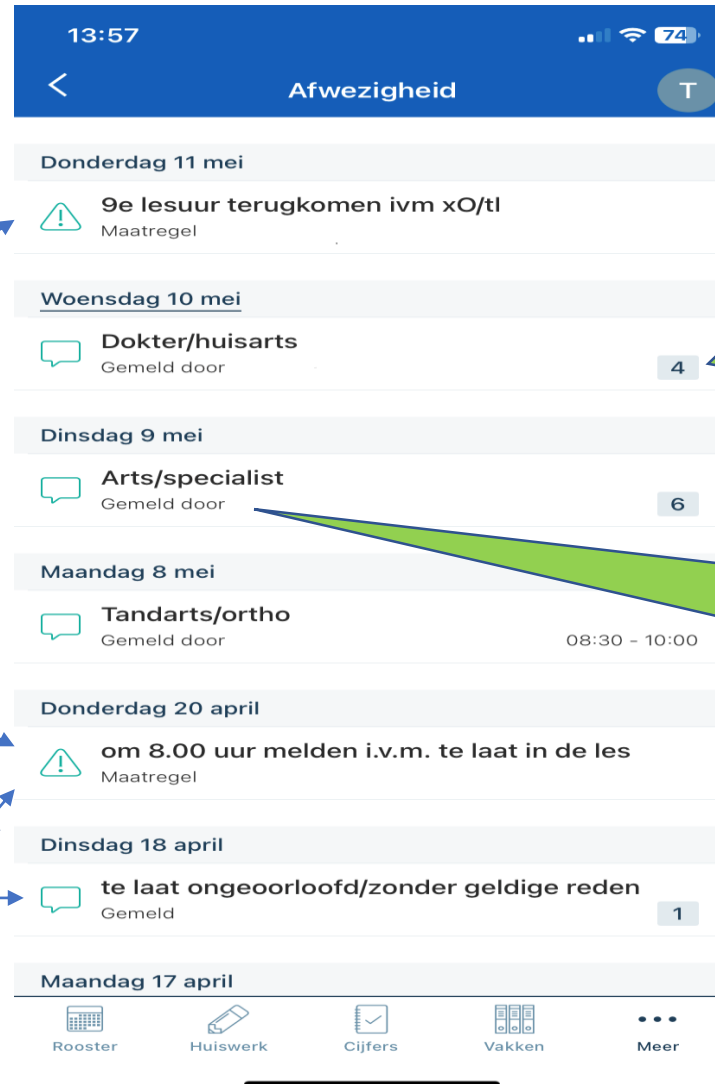 13:57
74
Afwezigheid
T
Donderdag 11 mei
9e lesuur terugkomen ivm xO/tl
Maatregel
Woensdag 10 mei
Dokter/huisarts
Gemeld door
4
Dinsdag 9 mei
Arts/specialist
Gemeld door
6
Maandag 8 mei
Tandarts/ortho
Gemeld door
08:30 - 10:00
Donderdag 20 april
om 8.00 uur melden i.v.m. te laat in de les
Maatregel
Dinsdag 18 april
te laat ongeoorloofd/zonder geldige reden
Gemeld
1
Maandag 17 april
Rooster Huiswerk Cijfers Vakken Meer